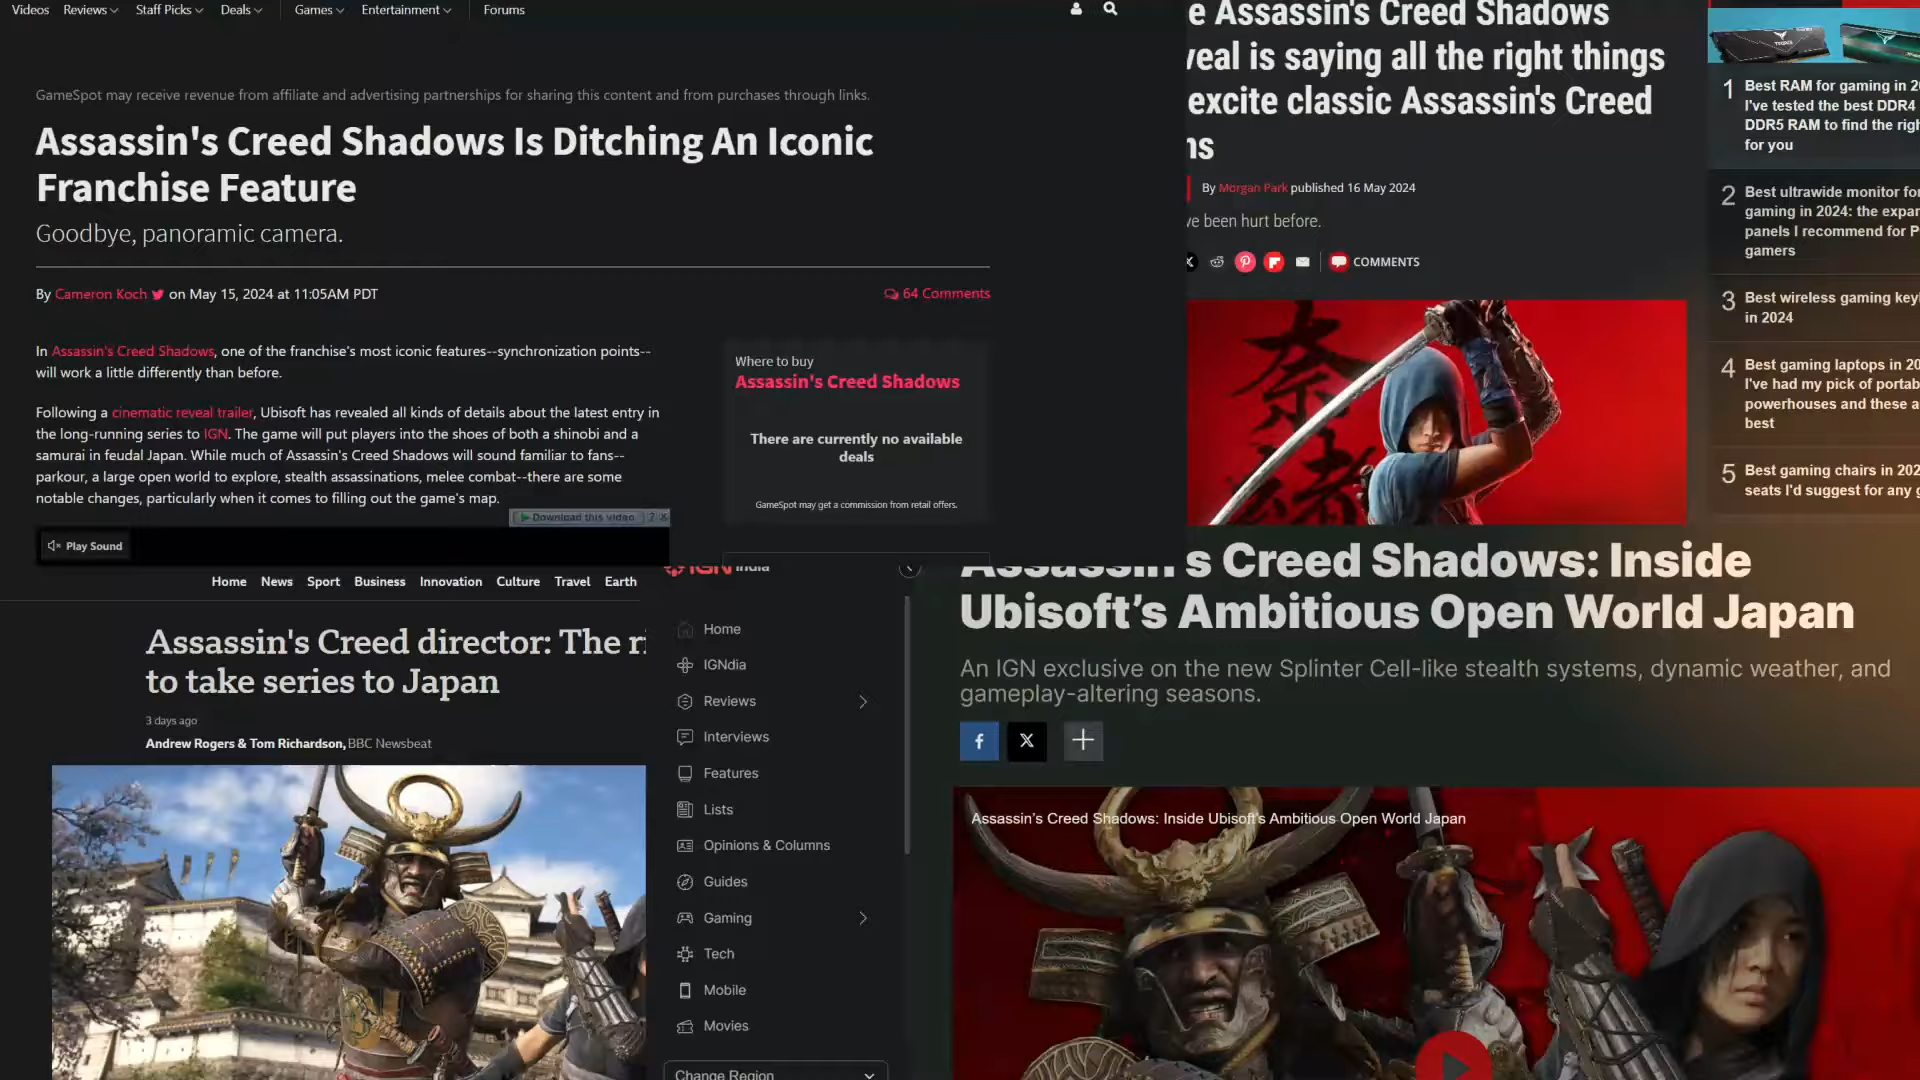 Videos Reviews Staff Picks Deals Games Entertainment Forums
GameSpot may receive revenue from affiliate and advertising partnerships for sharing this content and from purchases through links.
Assassin's Creed Shadows Is Ditching An Iconic
Franchise Feature
Goodbye, panoramic camera.
By Cameron Koch on May 15, 2024 at 11:05AM PDT
64 Comments
In Assassin's Creed Shadows, one of the franchise's most iconic features--synchronization points--
will work a little differently than before.
Following a cinematic reveal trailer, Ubisoft has revealed all kinds of details about the latest entry in
the long-running series to IGN. The game will put players into the shoes of both a shinobi and a
samurai in feudal Japan. While much of Assassin's Creed Shadows will sound familiar to fans--
parkour, a large open world to explore, stealth assassinations, melee combat--there are some
notable changes, particularly when it comes to filling out the game's map.
Download this video ? X
Play Sound
Where to buy
Assassin's Creed Shadows
There are currently no available
deals
GameSpot may get a commission from retail offers.
e Assassin's Creed Shadows
veal is saying all the right things
excite classic Assassin's Creed
ns
By Morgan Park published 16 May 2024
ve been hurt before.
COMMENTS
奈
緒
1 Best RAM for gaming in 20
I've tested the best DDR4
DDR5 RAM to find the righ
for you
2 Best ultrawide monitor for
gaming in 2024: the expan
panels I recommend for P
gamers
3 Best wireless gaming key
in 2024
4 Best gaming laptops in 20
I've had my pick of portab
powerhouses and these a
best
5 Best gaming chairs in 202
seats I'd suggest for any g
Home News Sport Business Innovation Culture Travel Earth
Assassin's Creed director: The ri
to take series to Japan
3 days ago
Andrew Rogers & Tom Richardson, BBC Newsbeat
IGN India
Home
IGNdia
Reviews
Interviews
Features
Lists
Opinions & Columns
Guides
Gaming
Tech
Mobile
Movies
Change Region
Assassin's Creed Shadows: Inside
Ubisoft's Ambitious Open World Japan
An IGN exclusive on the new Splinter Cell-like stealth systems, dynamic weather, and
gameplay-altering seasons.
Assassin's Creed Shadows: Inside Ubisoft's Ambitious Open World Japan